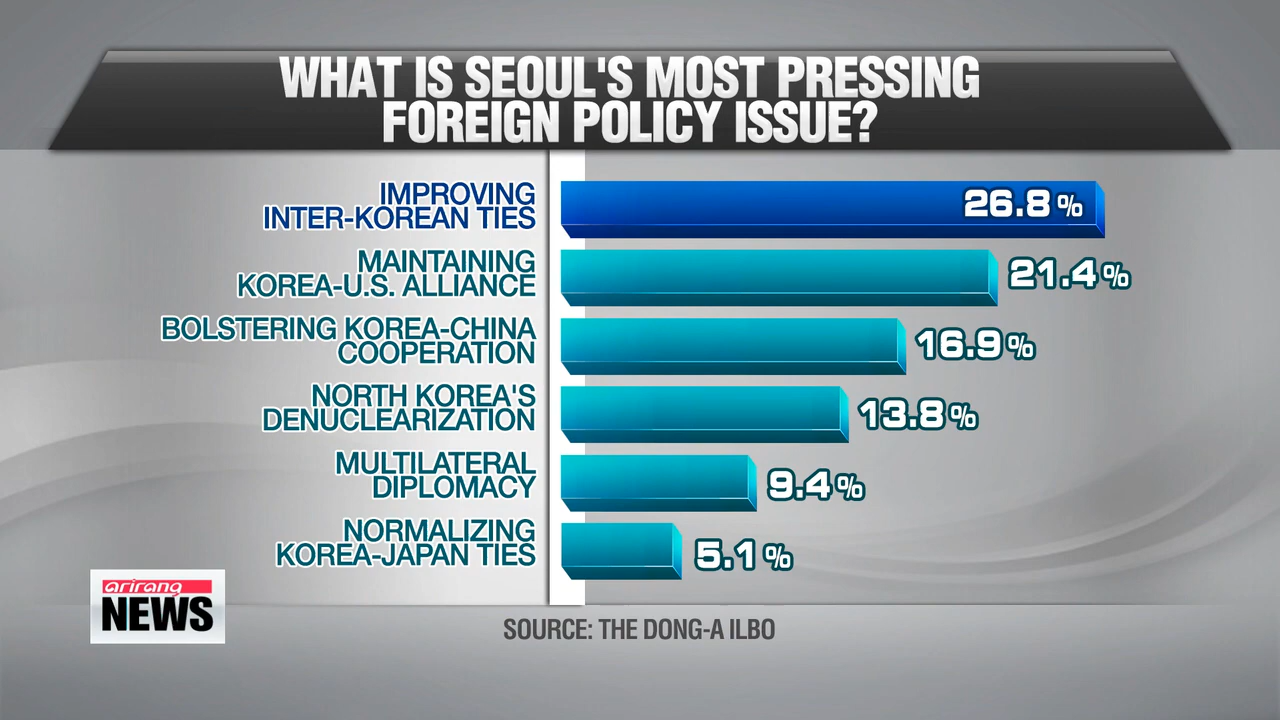 WHAT IS SEOUL'S MOST PRESSING
FOREIGN POLICY ISSUE?
IMPROVING
INTER-KOREAN TIES
26.8%
MAINTAINING
KOREA-U.S. ALLIANCE
21.4%
BOLSTERING KOREA-CHINA
COOPERATION
16.9%
NORTH KOREA'S
DENUCLEARIZATION
13.8%
MULTILATERAL
DIPLOMACY
9.4%
NORMALIZING
KOREA-JAPAN TIES
5.1%
arirang
NEWS
SOURCE: THE DONG-A ILBO